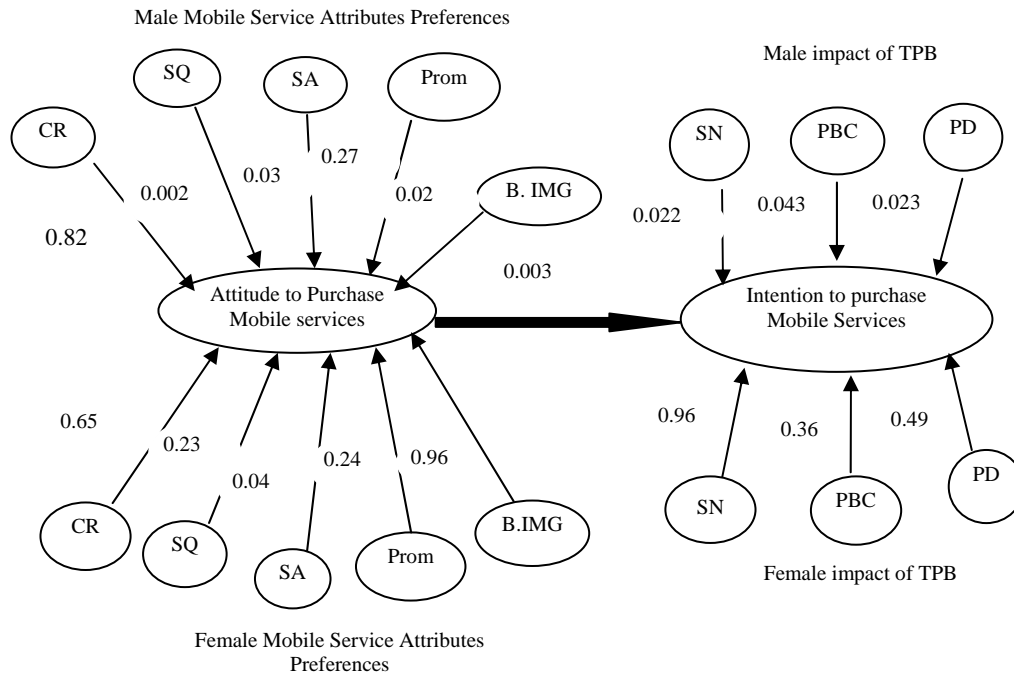 Male Mobile Service Attributes Preferences
Male impact of TPB
SQ
SA
Prom
CR
SN
PBC
PD
0.27
0.03
0.002
0.02
B. IMG
0.022
0.043
0.023
0.82
0.003
Attitude to Purchase
Mobile services
Intention to purchase
Mobile Services
0.65
0.23
0.04
0.24
0.96
0.96
0.36
0.49
CR
SQ
SA
Prom
B.IMG
SN
PBC
PD
Female impact of TPB
Female Mobile Service Attributes
Preferences